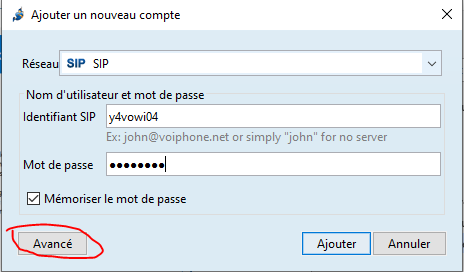 Ajouter un nouveau compte
Réseau SIP SIP
Nom d'utilisateur et mot de passe
Identifiant SIP y4vowi04
Ex: john@voiphone.net or simply "john" for no server
Mot de passe ●●●●●●●●
Mémoriser le mot de passe
Avancé Ajouter Annuler